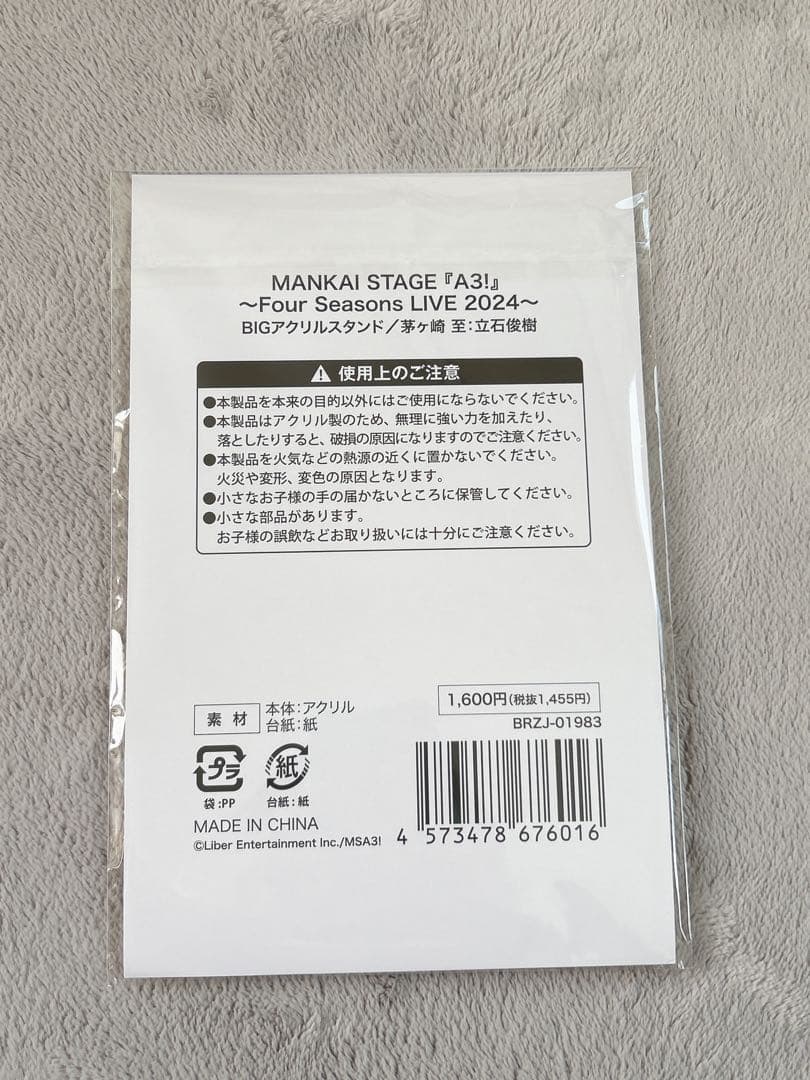 MANKAI STAGE『A3!』
～Four Seasons LIVE 2024～
BIGアクリルスタンド／茅ヶ崎 至：立石俊樹
使用上のご注意
●本製品を本来の目的以外にはご使用にならないでください。
●本製品はアクリル製のため、無理に強い力を加えたり、
落としたりすると、破損の原因になりますのでご注意ください。
●本製品を火気などの熱源の近くに置かないでください。
火災や変形、変色の原因となります。
●小さなお子様の手の届かないところに保管してください。
●小さな部品があります。
お子様の誤飲などお取り扱いには十分にご注意ください。
素材
本体：アクリル
台紙：紙
1,600円（税抜1,455円）
BRZJ-01983
プラ
紙
袋：PP
台紙：紙
MADE IN CHINA
©Liber Entertainment Inc./MSA3!
4 573478 676016